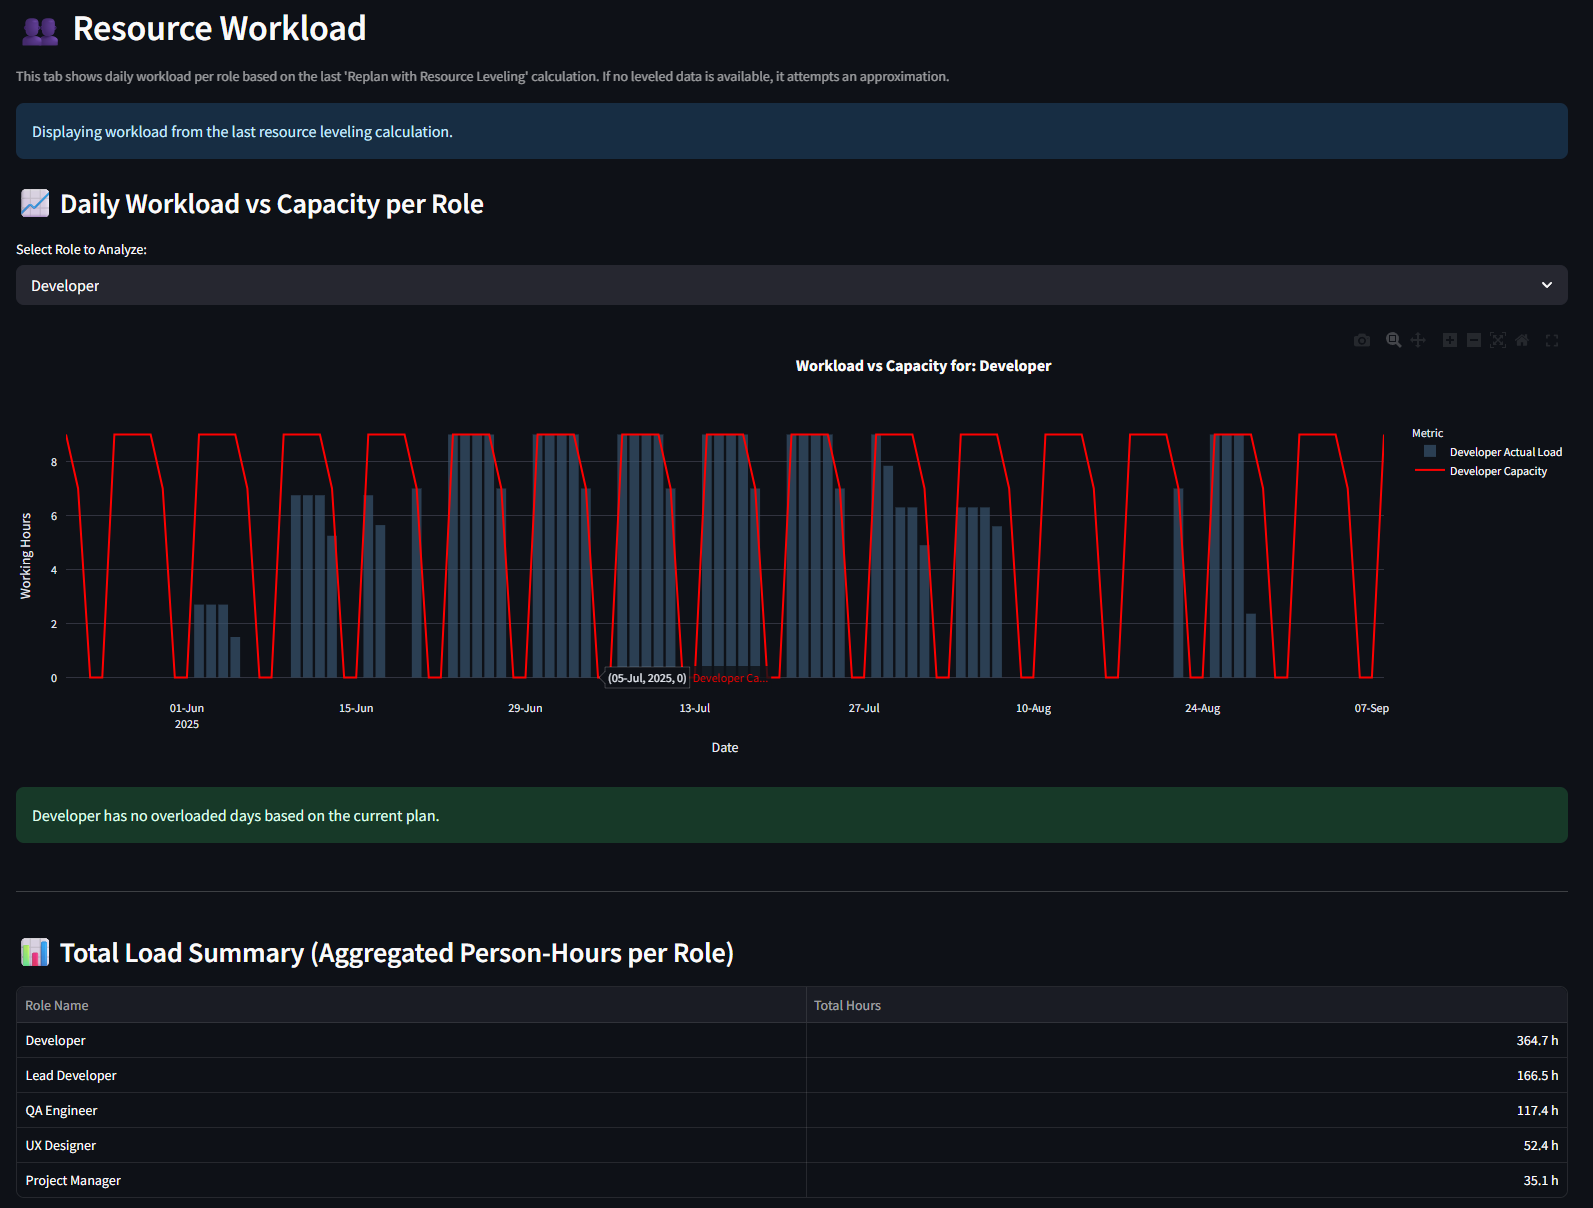 Resource Workload
This tab shows daily workload per role based on the last 'Replan with Resource Leveling' calculation. If no leveled data is available, it attempts an approximation.
Displaying workload from the last resource leveling calculation.
Daily Workload vs Capacity per Role
Select Role to Analyze:
Developer
Workload vs Capacity for: Developer
Metric
Developer Actual Load
Developer Capacity
Working Hours
8
6
4
2
0
(05-Jul, 2025, 0) Developer Ca...
01-Jun 15-Jun 29-Jun 13-Jul 27-Jul 10-Aug 24-Aug 07-Sep
2025
Date
Developer has no overloaded days based on the current plan.
Total Load Summary (Aggregated Person-Hours per Role)
Role Name Total Hours
Developer 364.7 h
Lead Developer 166.5 h
QA Engineer 117.4 h
UX Designer 52.4 h
Project Manager 35.1 h